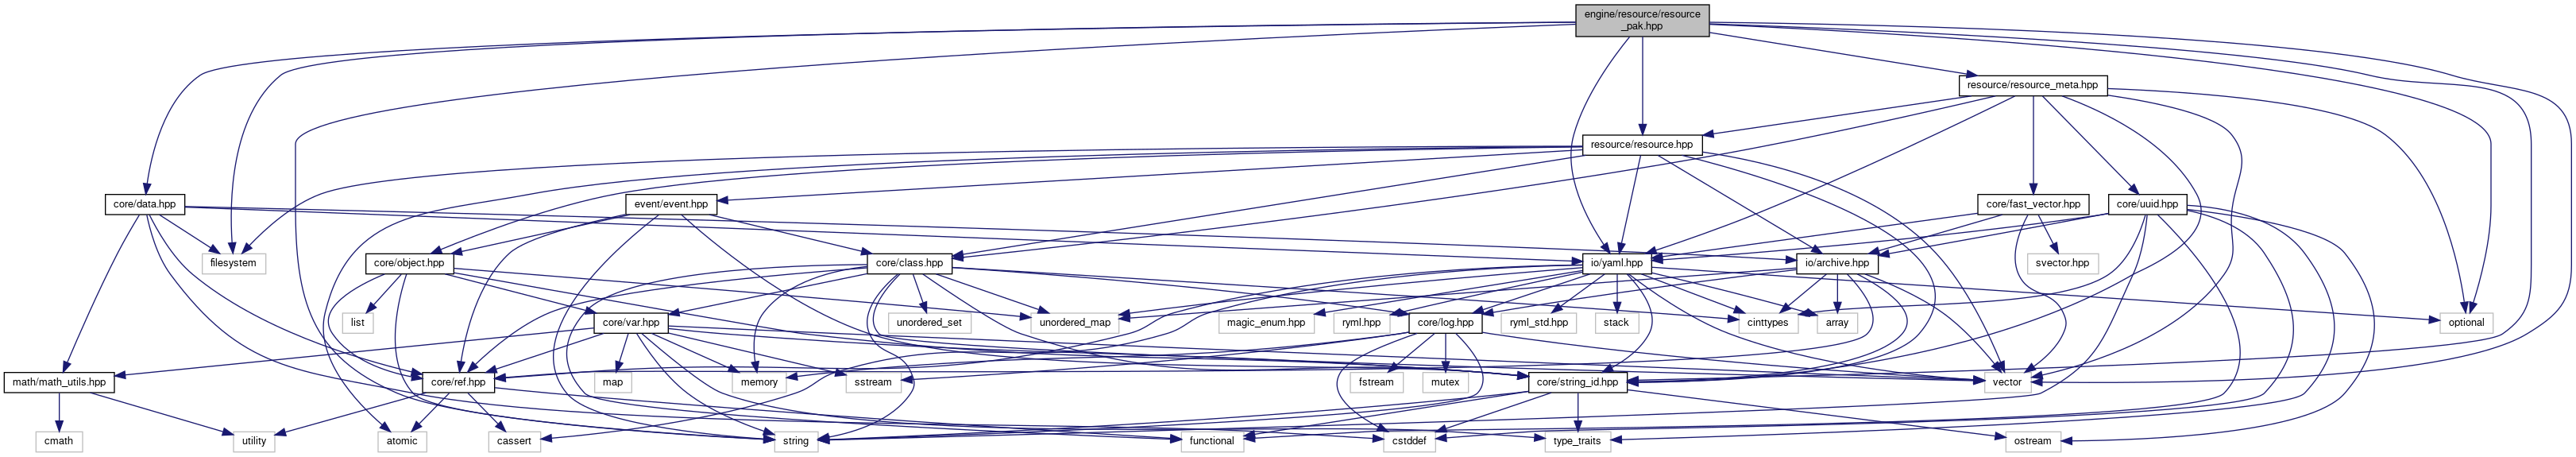 engine/resource/resource
_pak.hpp
resource/resource_meta.hpp
resource/resource.hpp
core/data.hpp
event/event.hpp
core/fast_vector.hpp
core/uuid.hpp
filesystem
core/object.hpp
core/class.hpp
io/yaml.hpp
io/archive.hpp
svector.hpp
list
core/var.hpp
unordered_set
unordered_map
magic_enum.hpp
ryml.hpp
core/log.hpp
ryml_std.hpp
stack
cinttypes
array
optional
math/math_utils.hpp
core/ref.hpp
map
memory
sstream
fstream
mutex
core/string_id.hpp
vector
cmath
utility
atomic
cassert
string
type_traits
functional
cstddef
ostream